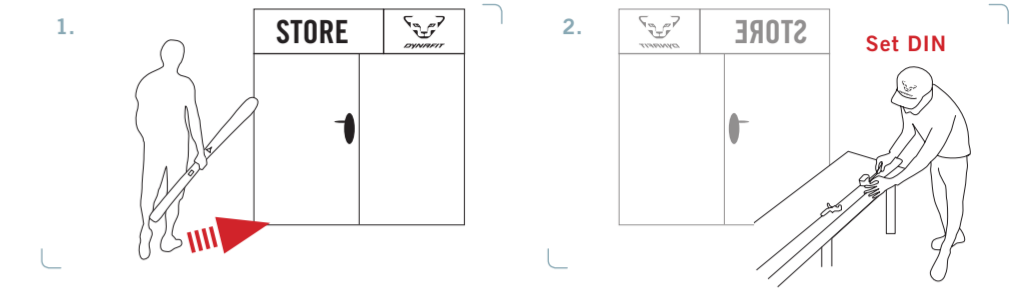 1.
STORE
DYNAFIT
2.
DYNAFIT
STORE
Set DIN